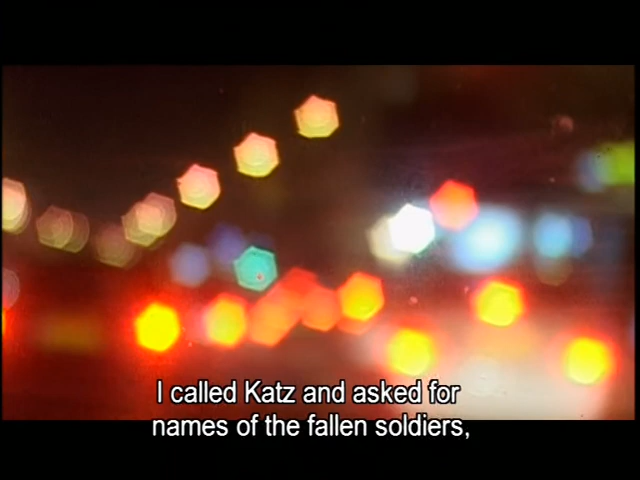 I called Katz and asked for
names of the fallen soldiers,